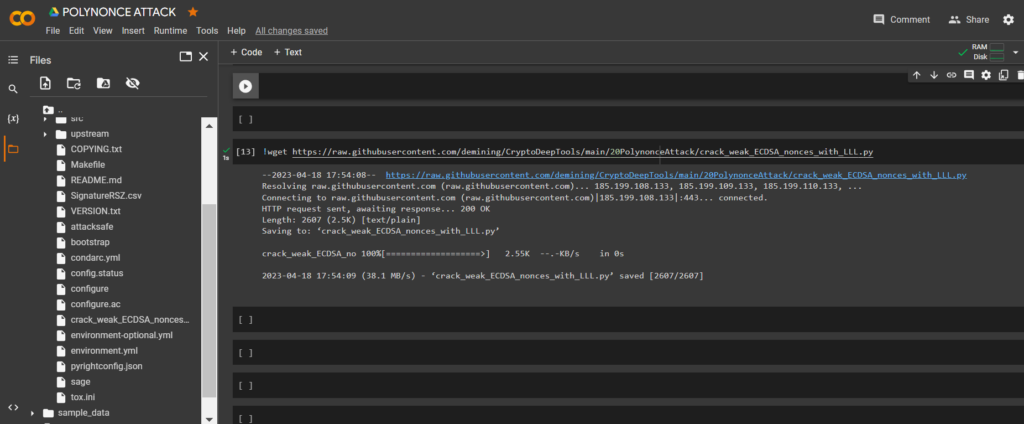 POLYNONCE ATTACK
File Edit View Insert Runtime Tools Help All changes saved
Comment Share
Files
+ Code + Text
RAM
Disk
..
src
upstream
COPYING.txt
Makefile
README.md
SignatureRSZ.csv
VERSION.txt
attacksafe
bootstrap
condarc.yml
config.status
configure
configure.ac
crack_weak_ECDSA_nonces...
environment-optional.yml
environment.yml
pyrightconfig.json
sage
tox.ini
sample_data
{x}
<>
[ ]
1s
[13] !wget https://raw.githubusercontent.com/demining/CryptoDeepTools/main/20PolynonceAttack/crack_weak_ECDSA_nonces_with_LLL.py
--2023-04-18 17:54:08-- https://raw.githubusercontent.com/demining/CryptoDeepTools/main/20PolynonceAttack/crack_weak_ECDSA_nonces_with_LLL.py
Resolving raw.githubusercontent.com (raw.githubusercontent.com)... 185.199.108.133, 185.199.109.133, 185.199.110.133, ...
Connecting to raw.githubusercontent.com (raw.githubusercontent.com)|185.199.108.133|:443... connected.
HTTP request sent, awaiting response... 200 OK
Length: 2607 (2.5K) [text/plain]
Saving to: ‘crack_weak_ECDSA_nonces_with_LLL.py’
crack_weak_ECDSA_no 100%[===================>] 2.55K --.-KB/s in 0s
2023-04-18 17:54:09 (38.1 MB/s) - ‘crack_weak_ECDSA_nonces_with_LLL.py’ saved [2607/2607]
[ ]
[ ]
[ ]
[ ]